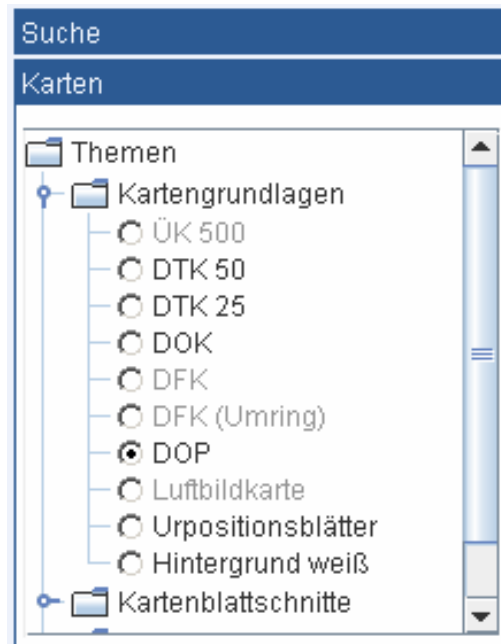 Suche
Karten
Themen
Kartengrundlagen
ÜK 500
DTK 50
DTK 25
DOK
DFK
DFK (Umring)
DOP
Luftbildkarte
Urpositionsblätter
Hintergrund weiß
Kartenblattschnitte